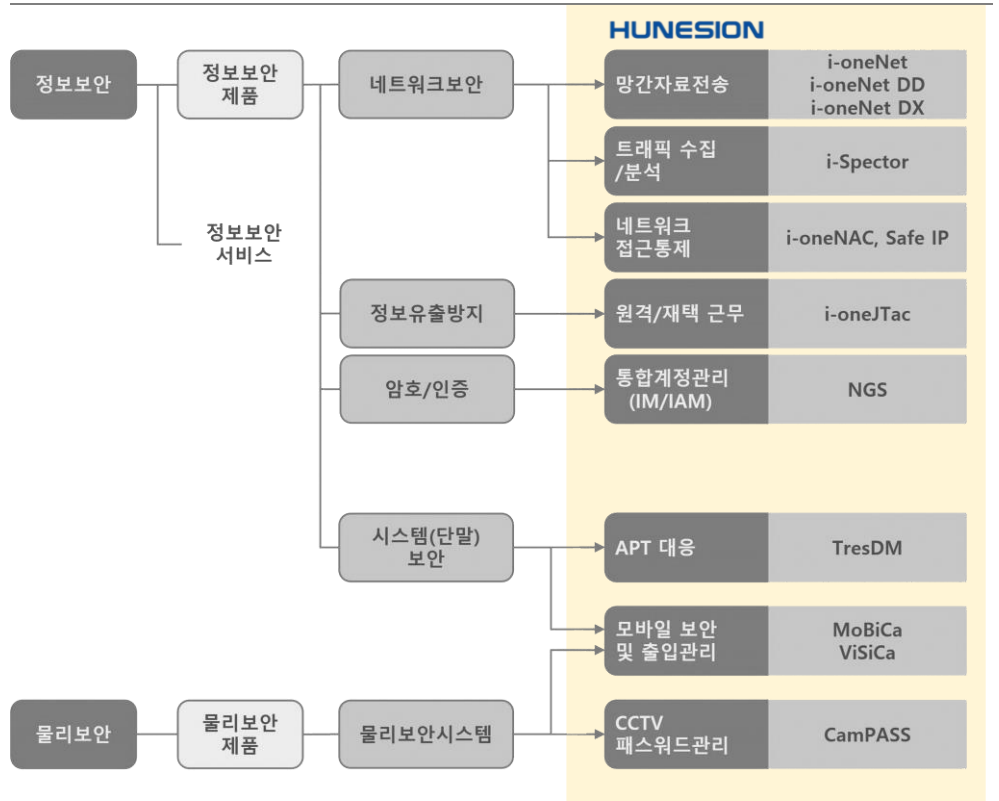 HUNESION
정보보안
정보보안
제품
네트워크보안
망간자료전송
i-oneNet
i-oneNet DD
i-oneNet DX
트래픽 수집
/분석
i-Spector
정보보안
서비스
네트워크
접근통제
i-oneNAC, Safe IP
정보유출방지
원격/재택 근무
i-oneJTac
암호/인증
통합계정관리
(IM/IAM)
NGS
시스템(단말)
보안
APT 대응
TresDM
모바일 보안
및 출입관리
MoBiCa
ViSiCa
물리보안
물리보안
제품
물리보안시스템
CCTV
패스워드관리
CamPASS